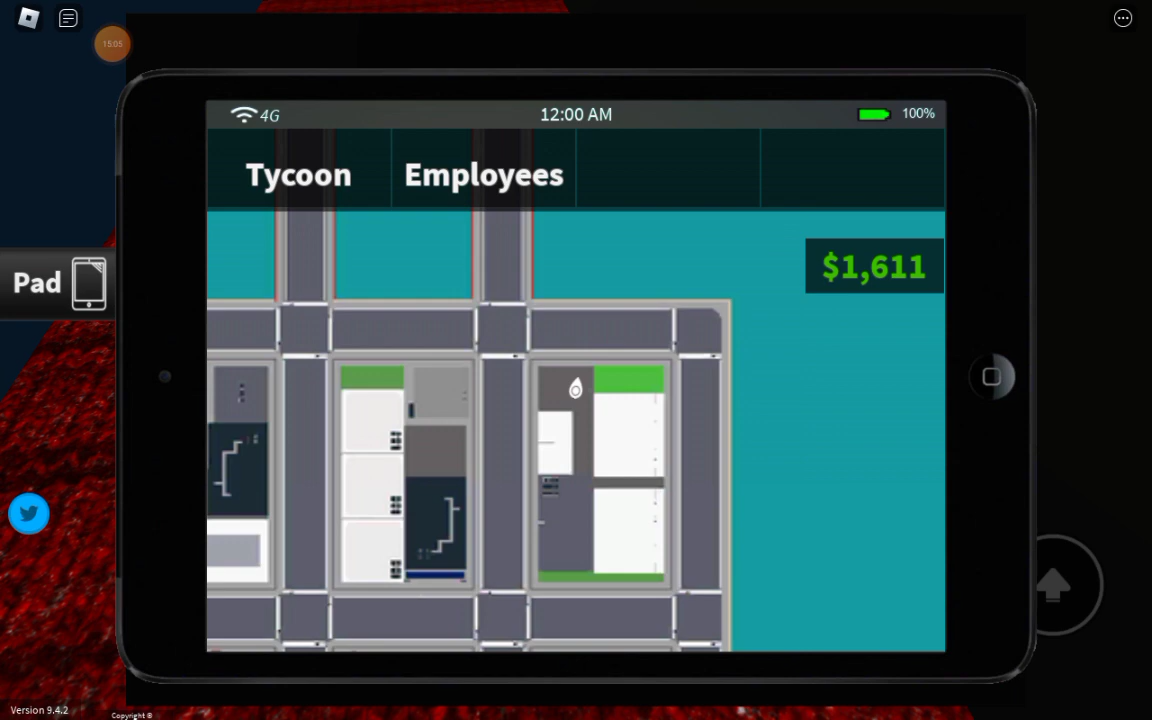 15:05
4G
12:00 AM
100%
Tycoon
Employees
$1,611
Pad
Version 9.4.2
Copyright ®